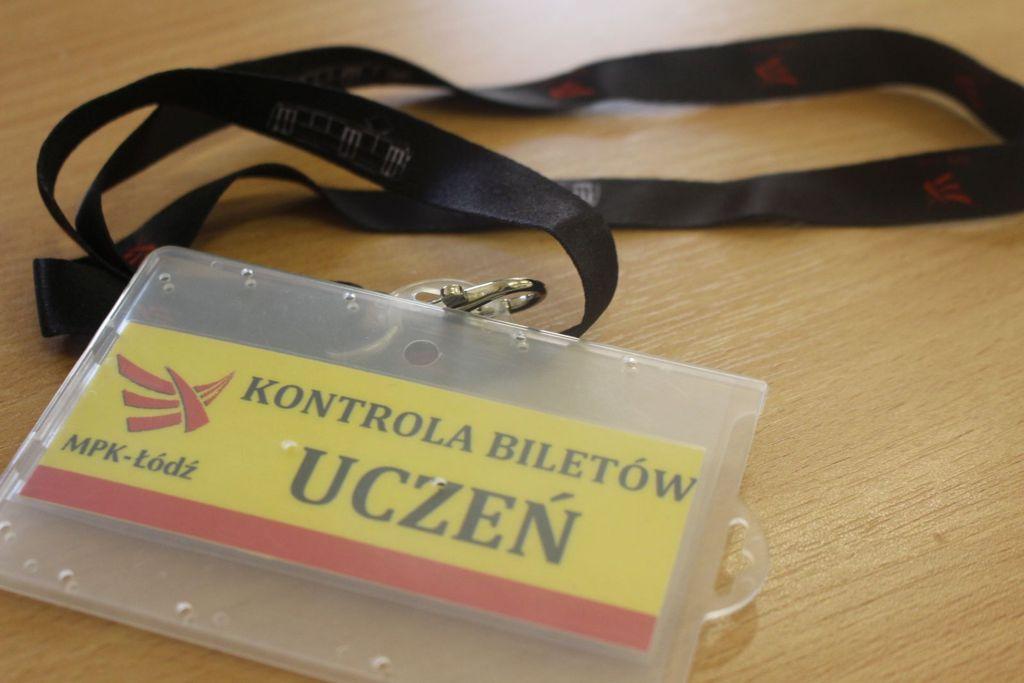 KONTROLA BILETÓW
UCZEŃ
MPK-Łódź